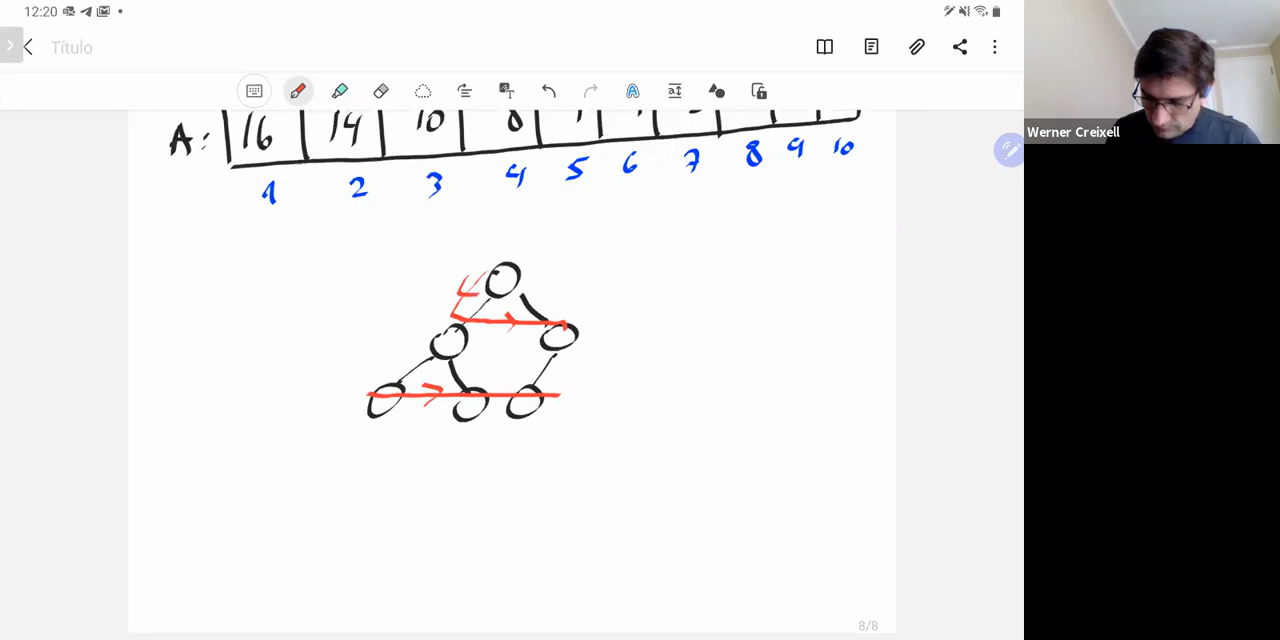 12:20
Título
A: 16 14 10 8
1 2 3 4 5 6 7 8 9 10
Werner Creixell
8/8